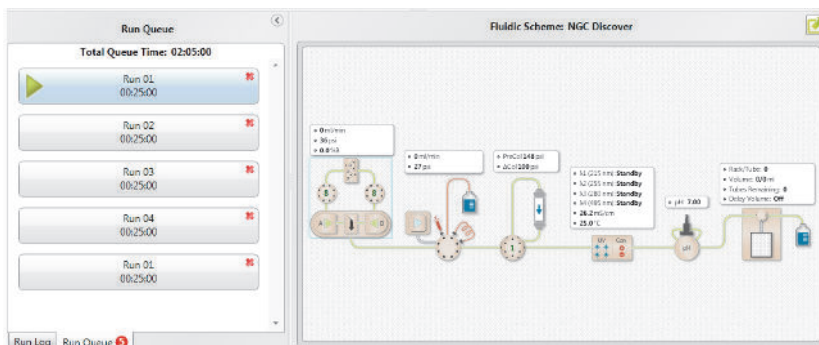 Run Queue
Total Queue Time: 02:05:00
Run 01
00:25:00
Run 02
00:25:00
Run 03
00:25:00
Run 04
00:25:00
Run 01
00:25:00
Run Log
Run Queue 5
Fluidic Scheme: NGC Discover
0 ml/min
36 psi
0.0 %B
0 ml/min
27 psi
PreCol 148 psi
ΔCol 100 psi
λ1 (215 nm) Standby
λ2 (255 nm) Standby
λ3 (280 nm) Standby
λ4 (485 nm) Standby
26.2 mS/cm
25.0 °C
pH 7.00
Rack/Tube: 0
Volume: 0/0 ml
Tubes Remaining: 0
Delay Volume: Off
A
1
UV
Con
pH